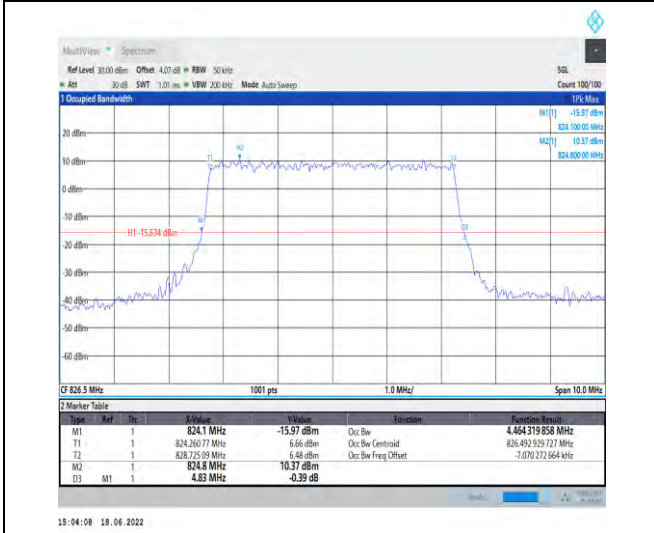 MultiView Spectrum
Ref Level 30.00 dBm Offset 4.07 dB RBW 50 kHz SGL
Att 30 dB SWT 1.01 ms VBW 200 kHz Mode Auto Sweep Count 100/100
1 Occupied Bandwidth 1Pk Max
M1[1] -15.97 dBm
824.100 00 MHz
M2[1] 10.37 dBm
824.800 00 MHz
20 dBm
M2
10 dBm
T1
T2
0 dBm
-10 dBm
M1
H1 -15.634 dBm
D3
-20 dBm
-30 dBm
-40 dBm
-50 dBm
-60 dBm
CF 826.5 MHz 1001 pts 1.0 MHz/ Span 10.0 MHz
2 Marker Table
Type Ref Trc X-Value Y-Value Function Function Result
M1 1 824.1 MHz -15.97 dBm Occ Bw 4.464 319 858 MHz
T1 1 824.260 77 MHz 6.66 dBm Occ Bw Centroid 826.492 929 727 MHz
T2 1 828.725 09 MHz 6.48 dBm Occ Bw Freq Offset -7.070 272 664 kHz
M2 1 824.8 MHz 10.37 dBm
D3 M1 1 4.83 MHz -0.39 dB
15:04:08 18.06.2022